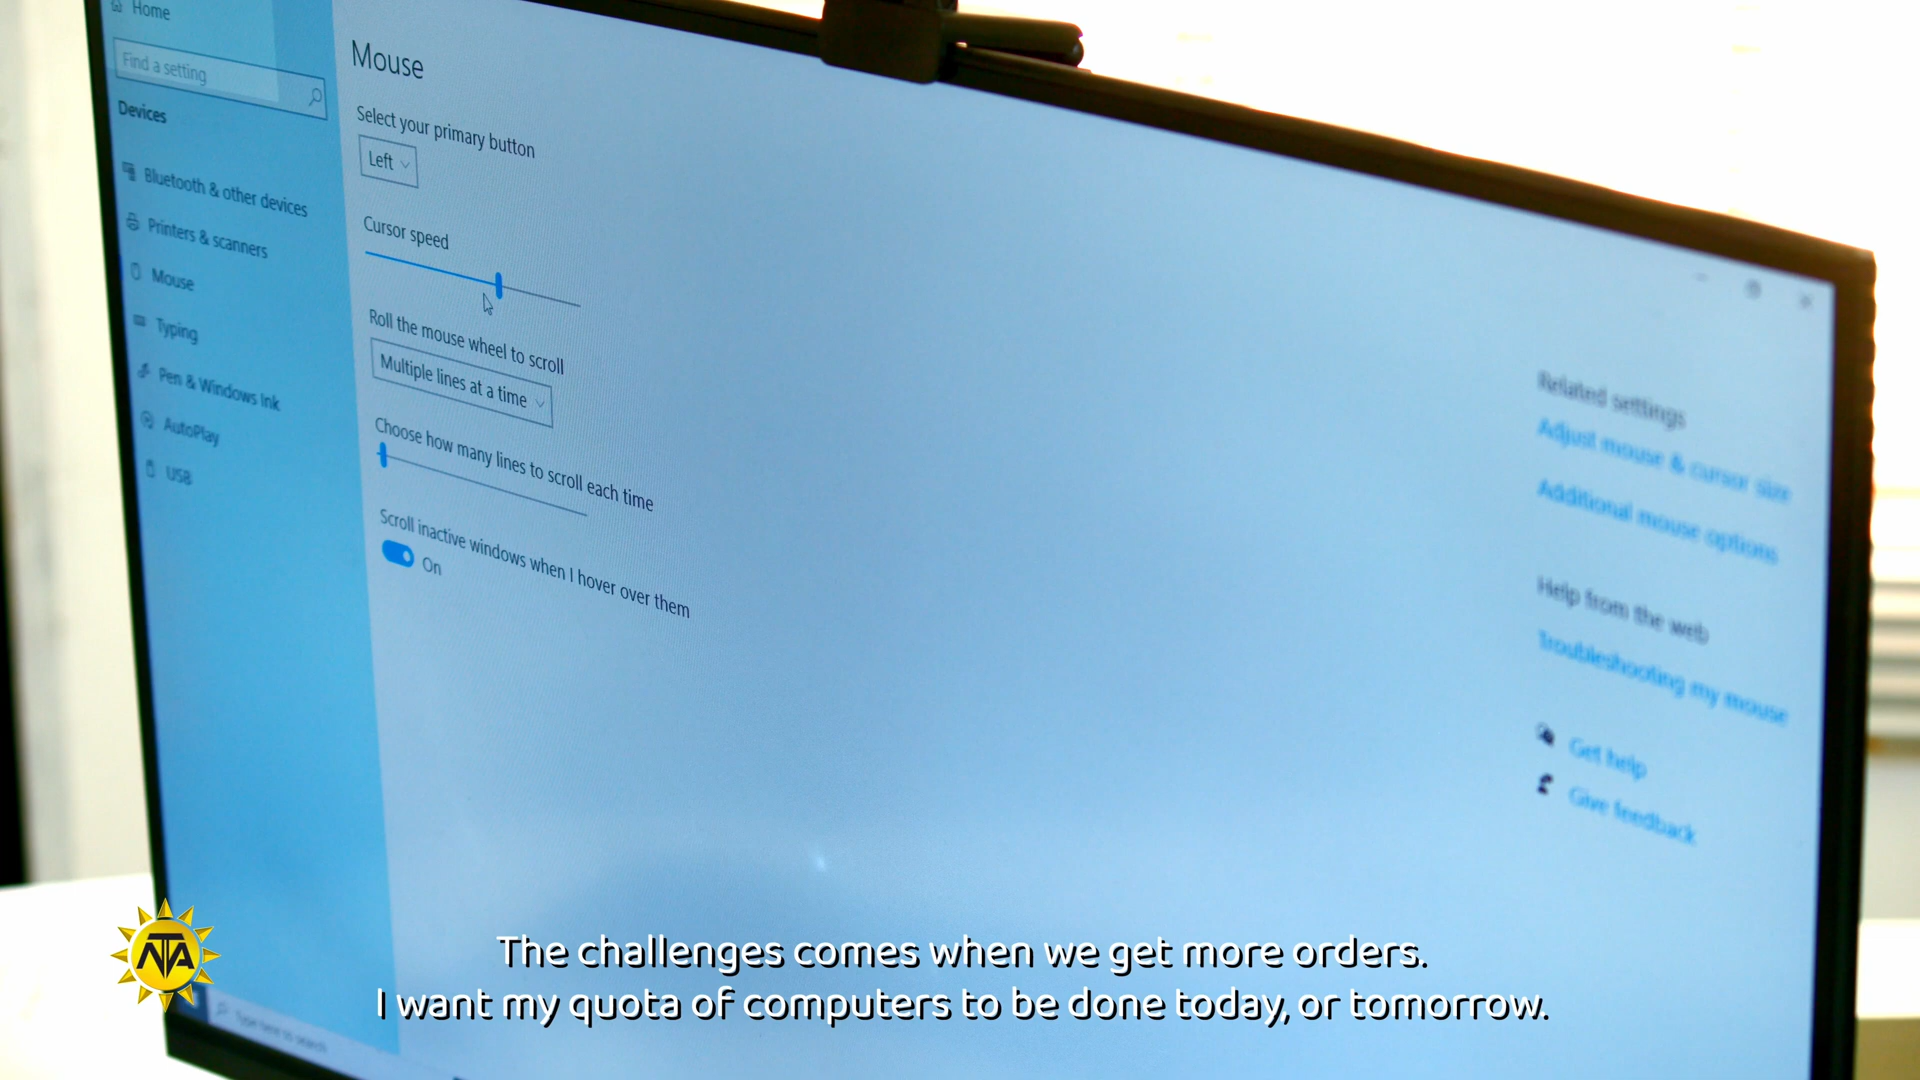 Home
Find a setting
Devices
Bluetooth & other devices
Printers & scanners
Mouse
Typing
Pen & Windows Ink
AutoPlay
USB
Mouse
Select your primary button
Left
Cursor speed
Roll the mouse wheel to scroll
Multiple lines at a time
Choose how many lines to scroll each time
Scroll inactive windows when I hover over them
On
Related settings
Adjust mouse & cursor size
Additional mouse options
Help from the web
Troubleshooting my mouse
Get help
Give feedback
Type here to search
NTA
The challenges comes when we get more orders.
I want my quota of computers to be done today, or tomorrow.